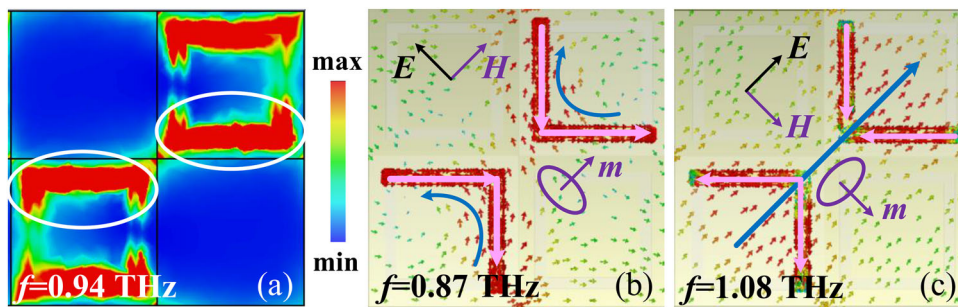 max
min
f=0.94 THz
(a)
E
H
m
f=0.87 THz
(b)
E
H
m
f=1.08 THz
(c)